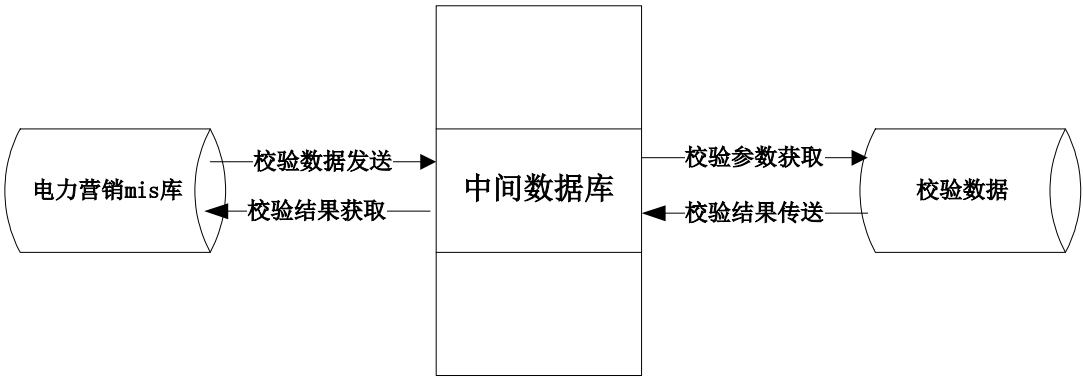 电力营销mis库
校验数据发送
校验结果获取
中间数据库
校验参数获取
校验结果传送
校验数据